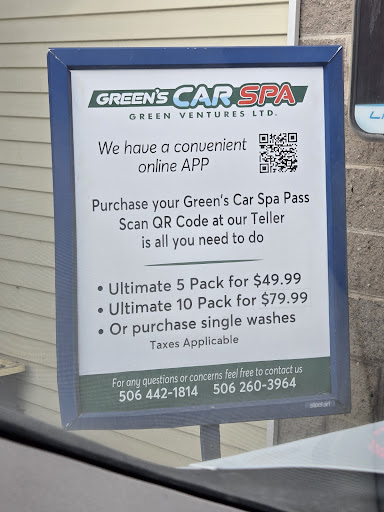 GREEN'S CAR SPA
GREEN VENTURES LTD.
We have a convenient
online APP
Purchase your Green's Car Spa Pass
Scan QR Code at our Teller
is all you need to do
• Ultimate 5 Pack for $49.99
• Ultimate 10 Pack for $79.99
• Or purchase single washes
Taxes Applicable
For any questions or concerns feel free to contact us
506 442-1814 506 260-3964